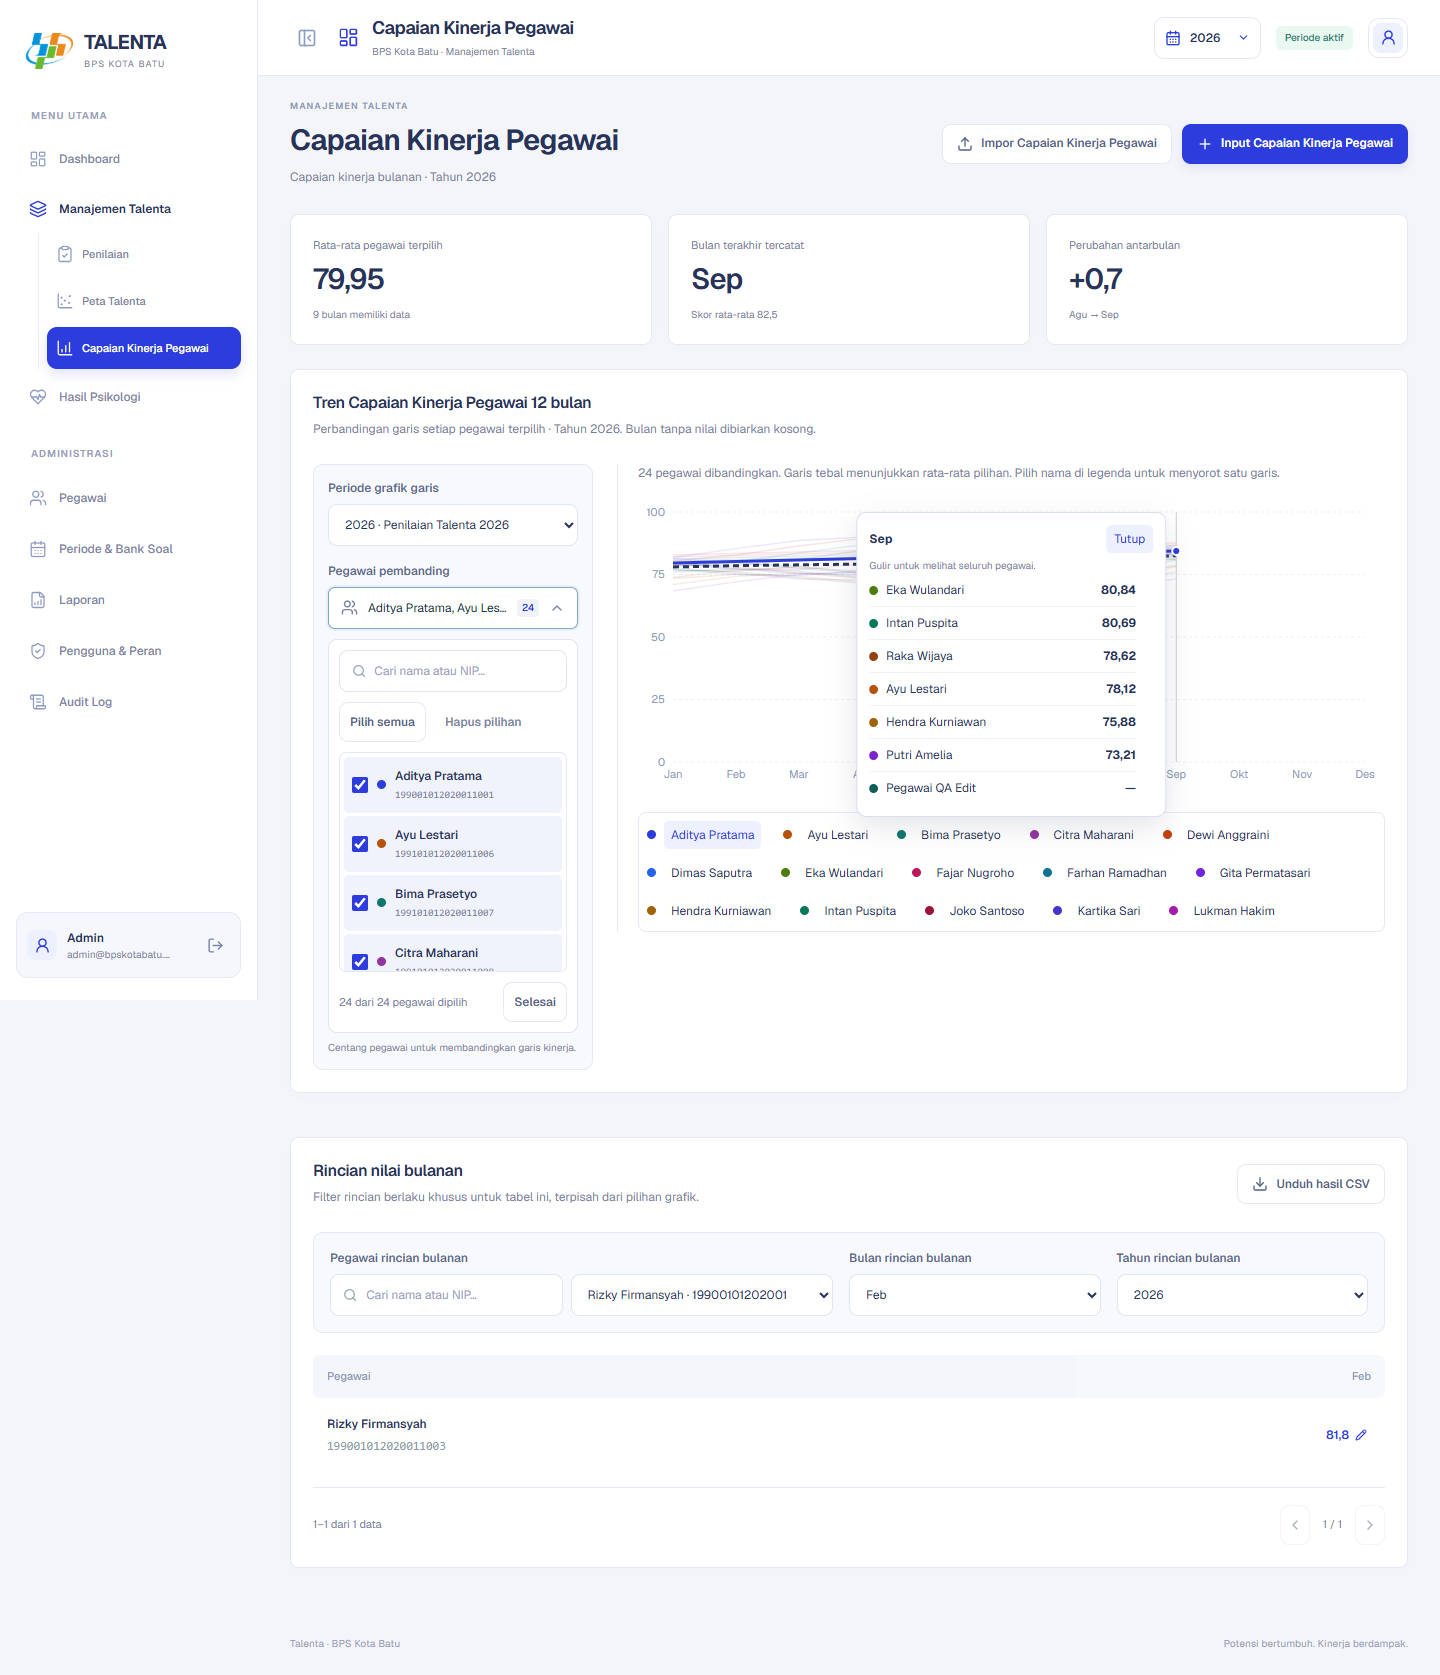 TALENTA
BPS KOTA BATU
MENU UTAMA
Dashboard
Manajemen Talenta
Penilaian
Peta Talenta
Capaian Kinerja Pegawai
Hasil Psikologi
ADMINISTRASI
Pegawai
Periode & Bank Soal
Laporan
Pengguna & Peran
Audit Log
Admin
admin@bpskotabatu....
Capaian Kinerja Pegawai
BPS Kota Batu · Manajemen Talenta
2026
Periode aktif
MANAJEMEN TALENTA
Capaian Kinerja Pegawai
Capaian kinerja bulanan · Tahun 2026
Impor Capaian Kinerja Pegawai
Input Capaian Kinerja Pegawai
Rata-rata pegawai terpilih
79,95
9 bulan memiliki data
Bulan terakhir tercatat
Sep
Skor rata-rata 82,5
Perubahan antarbulan
+0,7
Agu → Sep
Tren Capaian Kinerja Pegawai 12 bulan
Perbandingan garis setiap pegawai terpilih · Tahun 2026. Bulan tanpa nilai dibiarkan kosong.
Periode grafik garis
2026 · Penilaian Talenta 2026
Pegawai pembanding
Aditya Pratama, Ayu Les... 24
Cari nama atau NIP...
Pilih semua
Hapus pilihan
Aditya Pratama
199001012020011001
Ayu Lestari
199101012020011006
Bima Prasetyo
199101012020011007
Citra Maharani
199101012020011008
24 dari 24 pegawai dipilih
Selesai
Centang pegawai untuk membandingkan garis kinerja.
24 pegawai dibandingkan. Garis tebal menunjukkan rata-rata pilihan. Pilih nama di legenda untuk menyorot satu garis.
100
75
50
25
0
Jan Feb Mar A Sep Okt Nov Des
Sep
Tutup
Gulir untuk melihat seluruh pegawai.
Eka Wulandari 80,84
Intan Puspita 80,69
Raka Wijaya 78,62
Ayu Lestari 78,12
Hendra Kurniawan 75,88
Putri Amelia 73,21
Pegawai QA Edit —
Aditya Pratama Ayu Lestari Bima Prasetyo Citra Maharani Dewi Anggraini
Dimas Saputra Eka Wulandari Fajar Nugroho Farhan Ramadhan Gita Permatasari
Hendra Kurniawan Intan Puspita Joko Santoso Kartika Sari Lukman Hakim
Rincian nilai bulanan
Filter rincian berlaku khusus untuk tabel ini, terpisah dari pilihan grafik.
Unduh hasil CSV
Pegawai rincian bulanan
Bulan rincian bulanan
Tahun rincian bulanan
Cari nama atau NIP...
Rizky Firmansyah · 19900101202001
Feb
2026
Pegawai Feb
Rizky Firmansyah
199001012020011003
81,8
1–1 dari 1 data
1 / 1
Talenta · BPS Kota Batu
Potensi bertumbuh. Kinerja berdampak.